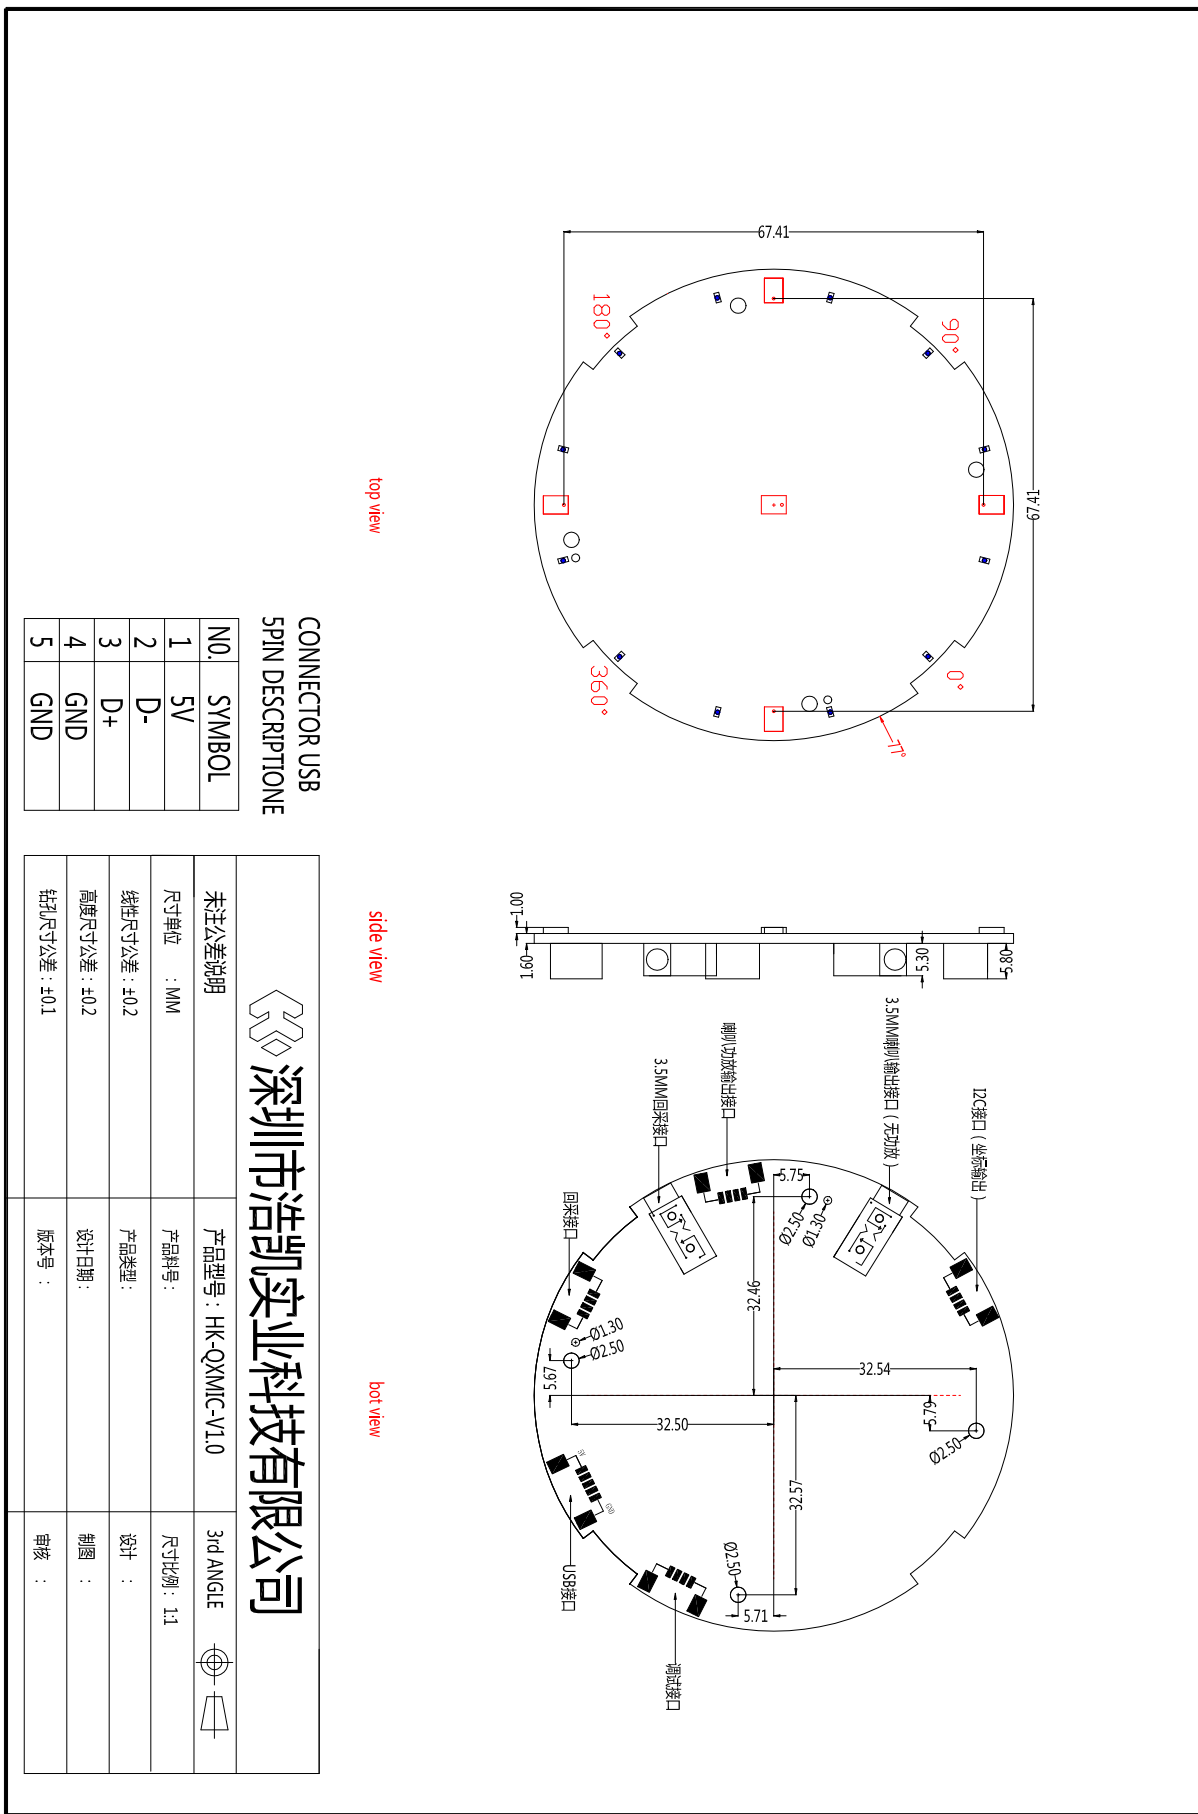 67.41
67.41
90°
180°
0°
360°
77°
top view
1.00
1.60
5.30
5.80
side view
I2C接口（坐标输出）
3.5MM喇叭输出接口（无功放）
喇叭功放输出接口
3.5MM回采接口
回采接口
USB接口
调试接口
5.75
Ø2.50
Ø1.30
32.46
32.54
5.79
Ø2.50
Ø1.30
Ø2.50
5.67
32.50
32.57
Ø2.50
5.71
5V
GND
bot view
CONNECTOR USB
5PIN DESCRIPTIONE
NO. SYMBOL
1 5V
2 D-
3 D+
4 GND
5 GND
深圳市浩凯实业科技有限公司
未注公差说明 产品型号：HK-QXMIC-V1.0 3rd ANGLE
尺寸单位 ：MM 产品料号： 尺寸比例：1:1
线性尺寸公差：±0.2 产品类型： 设计 ：
高度尺寸公差：±0.2 设计日期： 制图 ：
钻孔尺寸公差：±0.1 版本号： 审核 ：